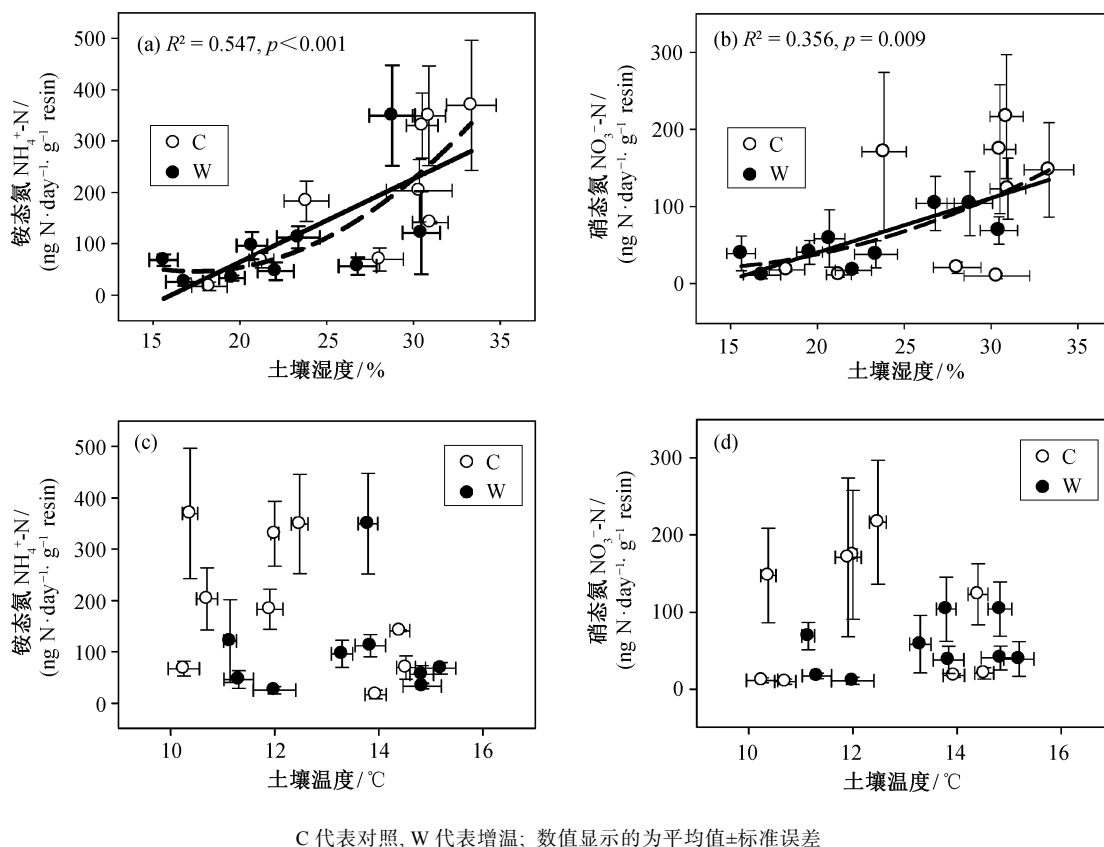 (a) R² = 0.547, p＜0.001
500
400
300
200
100
0
铵态氮 NH₄⁺-N/
(ng N·day⁻¹· g⁻¹ resin)
C
W
15 20 25 30 35
土壤湿度/%
(b) R² = 0.356, p = 0.009
300
200
100
0
硝态氮 NO₃⁻-N/
(ng N·day⁻¹· g⁻¹ resin)
C
W
15 20 25 30 35
土壤湿度/%
(c)
500
400
300
200
100
0
铵态氮 NH₄⁺-N/
(ng N·day⁻¹· g⁻¹ resin)
C
W
10 12 14 16
土壤温度/℃
(d)
300
200
100
0
硝态氮 NO₃⁻-N/
(ng N·day⁻¹· g⁻¹ resin)
C
W
10 12 14 16
土壤温度/℃
C 代表对照, W 代表增温; 数值显示的为平均值±标准误差